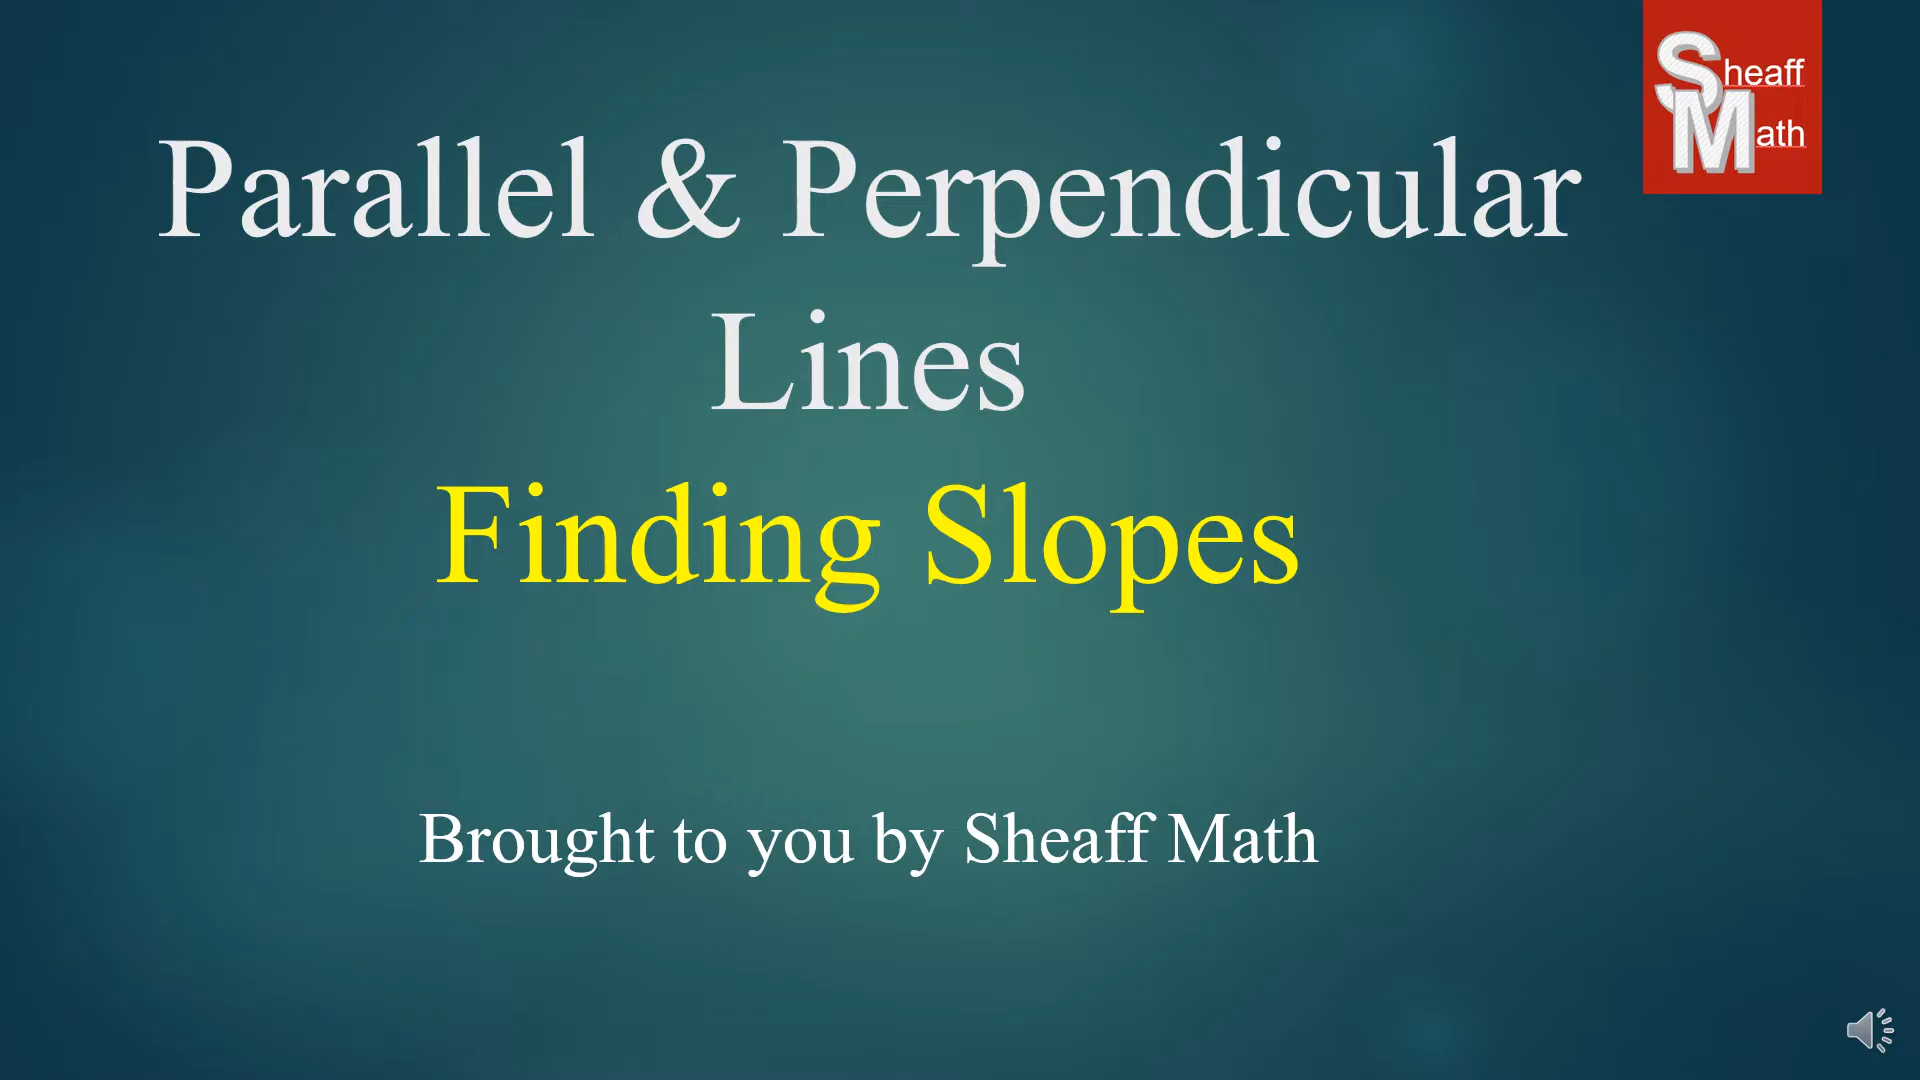 Sheaff
Math
Parallel & Perpendicular
Lines
Finding Slopes
Brought to you by Sheaff Math